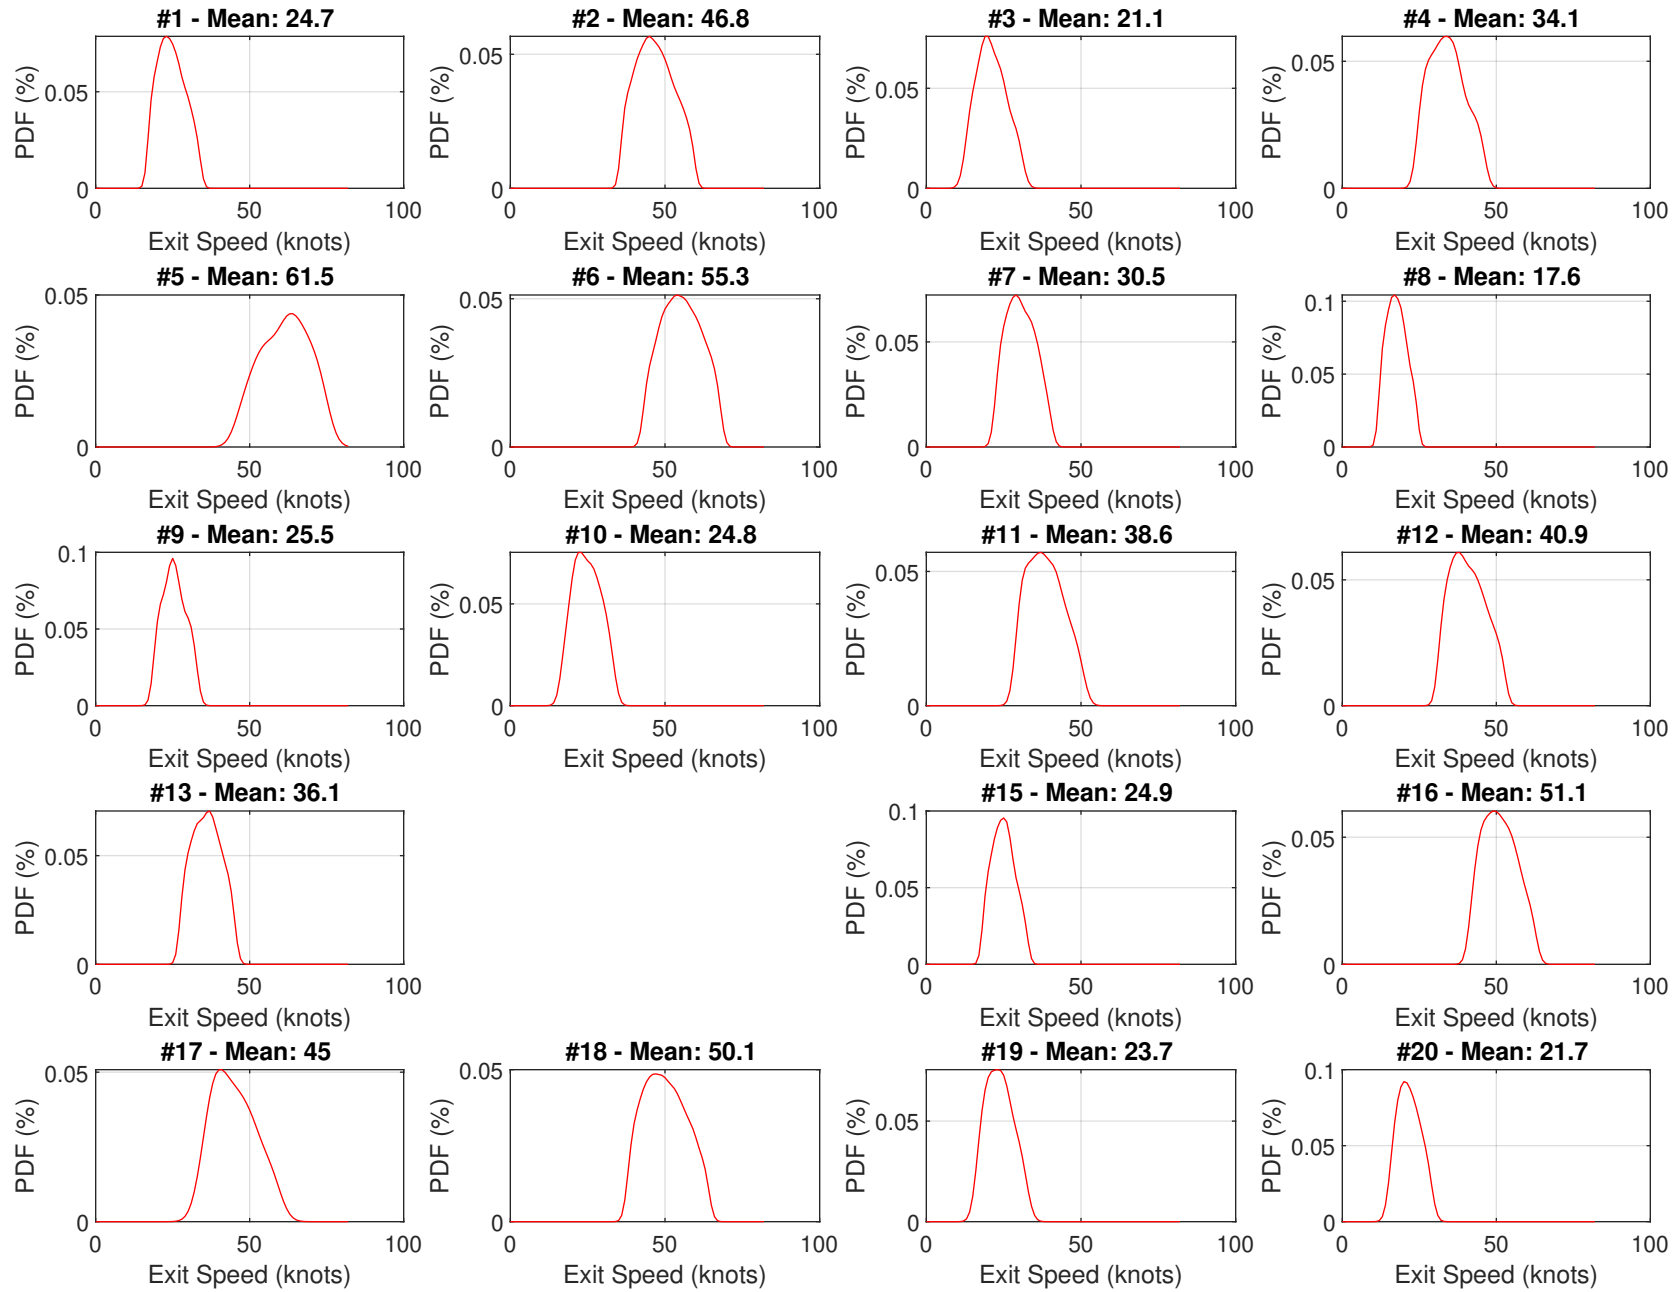 #1 - Mean: 24.7
PDF (%)
0.05
0
0 50 100
Exit Speed (knots)
#2 - Mean: 46.8
PDF (%)
0.05
0
0 50 100
Exit Speed (knots)
#3 - Mean: 21.1
PDF (%)
0.05
0
0 50 100
Exit Speed (knots)
#4 - Mean: 34.1
PDF (%)
0.05
0
0 50 100
Exit Speed (knots)
#5 - Mean: 61.5
PDF (%)
0.05
0
0 50 100
Exit Speed (knots)
#6 - Mean: 55.3
PDF (%)
0.05
0
0 50 100
Exit Speed (knots)
#7 - Mean: 30.5
PDF (%)
0.05
0
0 50 100
Exit Speed (knots)
#8 - Mean: 17.6
PDF (%)
0.1
0.05
0
0 50 100
Exit Speed (knots)
#9 - Mean: 25.5
PDF (%)
0.1
0.05
0
0 50 100
Exit Speed (knots)
#10 - Mean: 24.8
PDF (%)
0.05
0
0 50 100
Exit Speed (knots)
#11 - Mean: 38.6
PDF (%)
0.05
0
0 50 100
Exit Speed (knots)
#12 - Mean: 40.9
PDF (%)
0.05
0
0 50 100
Exit Speed (knots)
#13 - Mean: 36.1
PDF (%)
0.05
0
0 50 100
Exit Speed (knots)
#15 - Mean: 24.9
PDF (%)
0.1
0.05
0
0 50 100
Exit Speed (knots)
#16 - Mean: 51.1
PDF (%)
0.05
0
0 50 100
Exit Speed (knots)
#17 - Mean: 45
PDF (%)
0.05
0
0 50 100
Exit Speed (knots)
#18 - Mean: 50.1
PDF (%)
0.05
0
0 50 100
Exit Speed (knots)
#19 - Mean: 23.7
PDF (%)
0.05
0
0 50 100
Exit Speed (knots)
#20 - Mean: 21.7
PDF (%)
0.1
0.05
0
0 50 100
Exit Speed (knots)